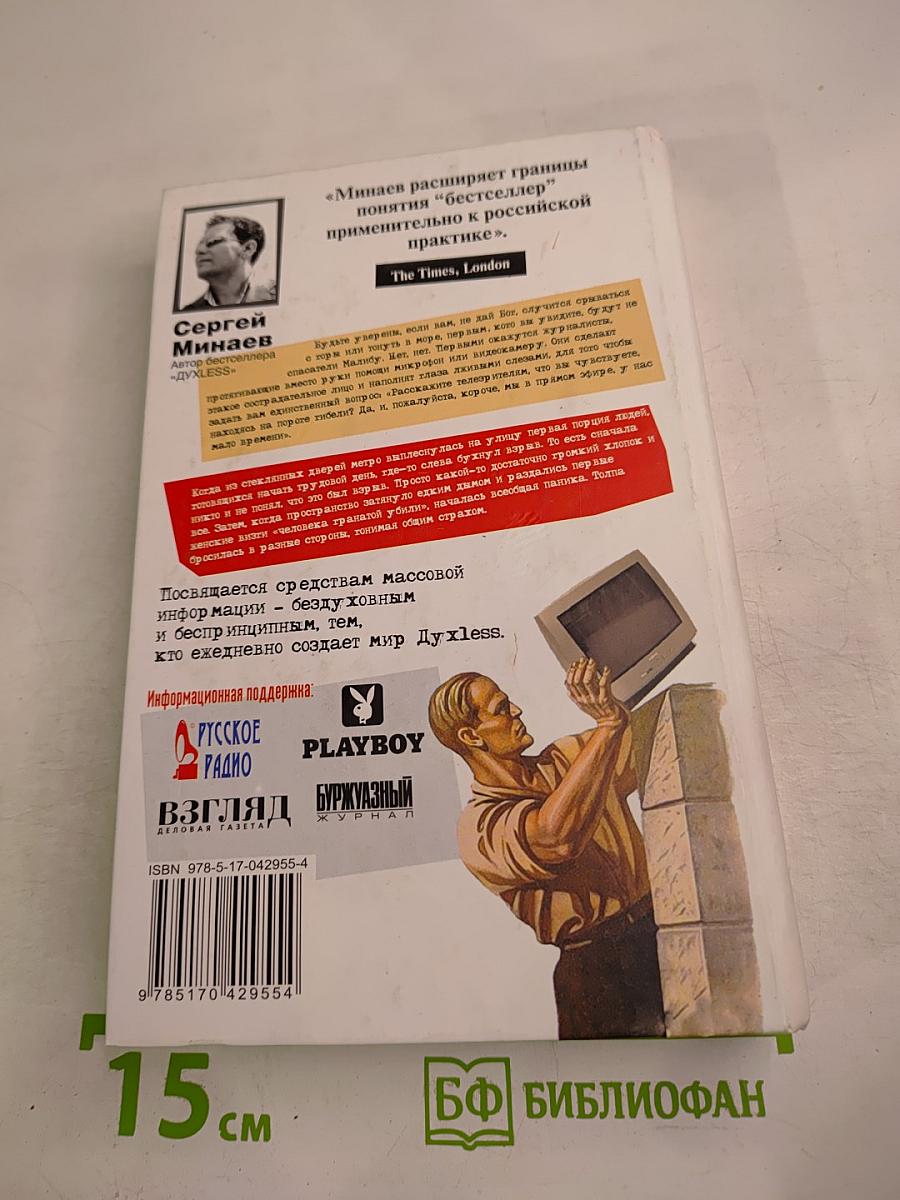 «Минаев расширяет границы
понятия “бестселлер”
применительно к российской
практике».
The Times, London
Сергей
Минаев
Автор бестселлера
«ДУХLESS»
Будьте уверены, если вам, не дай Бог, случится срываться
с горы или тонуть в море, первым, кого вы увидите, будут не
спасатели Малибу. Нет, нет. Первыми окажутся журналисты,
протягивающие вместо руки помощи микрофон или видеокамеру. Они сделают
этакое сострадательное лицо и наполнят глаза лживыми слезами, для того чтобы
задать вам единственный вопрос: «Расскажите телезрителям, что вы чувствуете,
находясь на пороге гибели? Да, и, пожалуйста, короче, мы в прямом эфире, у нас
мало времени».
Когда из стеклянных дверей метро выплеснулась на улицу первая порция людей,
готовящихся начать трудовой день, где-то слева бухнул взрыв. То есть сначала
никто и не понял, что это был взрыв. Просто какой-то достаточно громкий хлопок и
все. Затем, когда пространство затянуло едким дымом и раздались первые
женские визги «человека гранатой убили», началась всеобщая паника. Толпа
бросилась в разные стороны, гонимая общим страхом.
Посвящается средствам массовой
информации – бездуховным
и беспринципным, тем,
кто ежедневно создает мир Духless.
Информационная поддержка:
РУССКОЕ
РАДИО
PLAYBOY
ВЗГЛЯД
ДЕЛОВАЯ ГАЗЕТА
БУРЖУАЗНЫЙ
ЖУРНАЛ
ISBN 978-5-17-042955-4
9 785170 429554
15 см
БФ БИБЛИОФАН